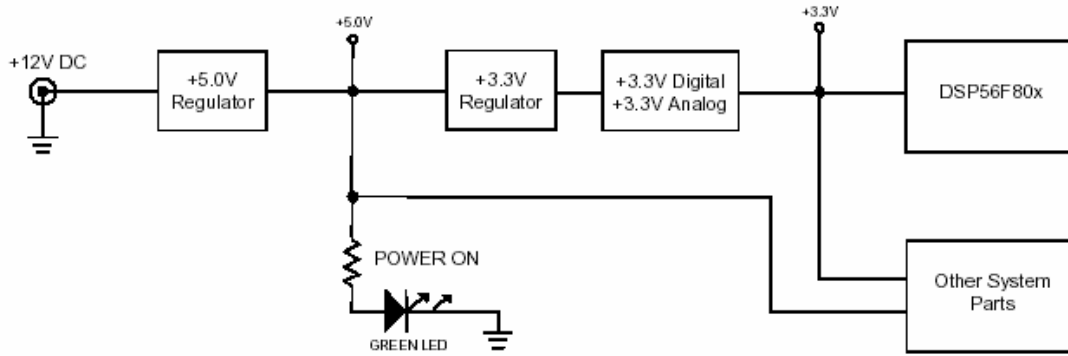 +5.0V
+3.3V
+12V DC
+5.0V
Regulator
+3.3V
Regulator
+3.3V Digital
+3.3V Analog
DSP56F80x
POWER ON
GREEN LED
Other System
Parts